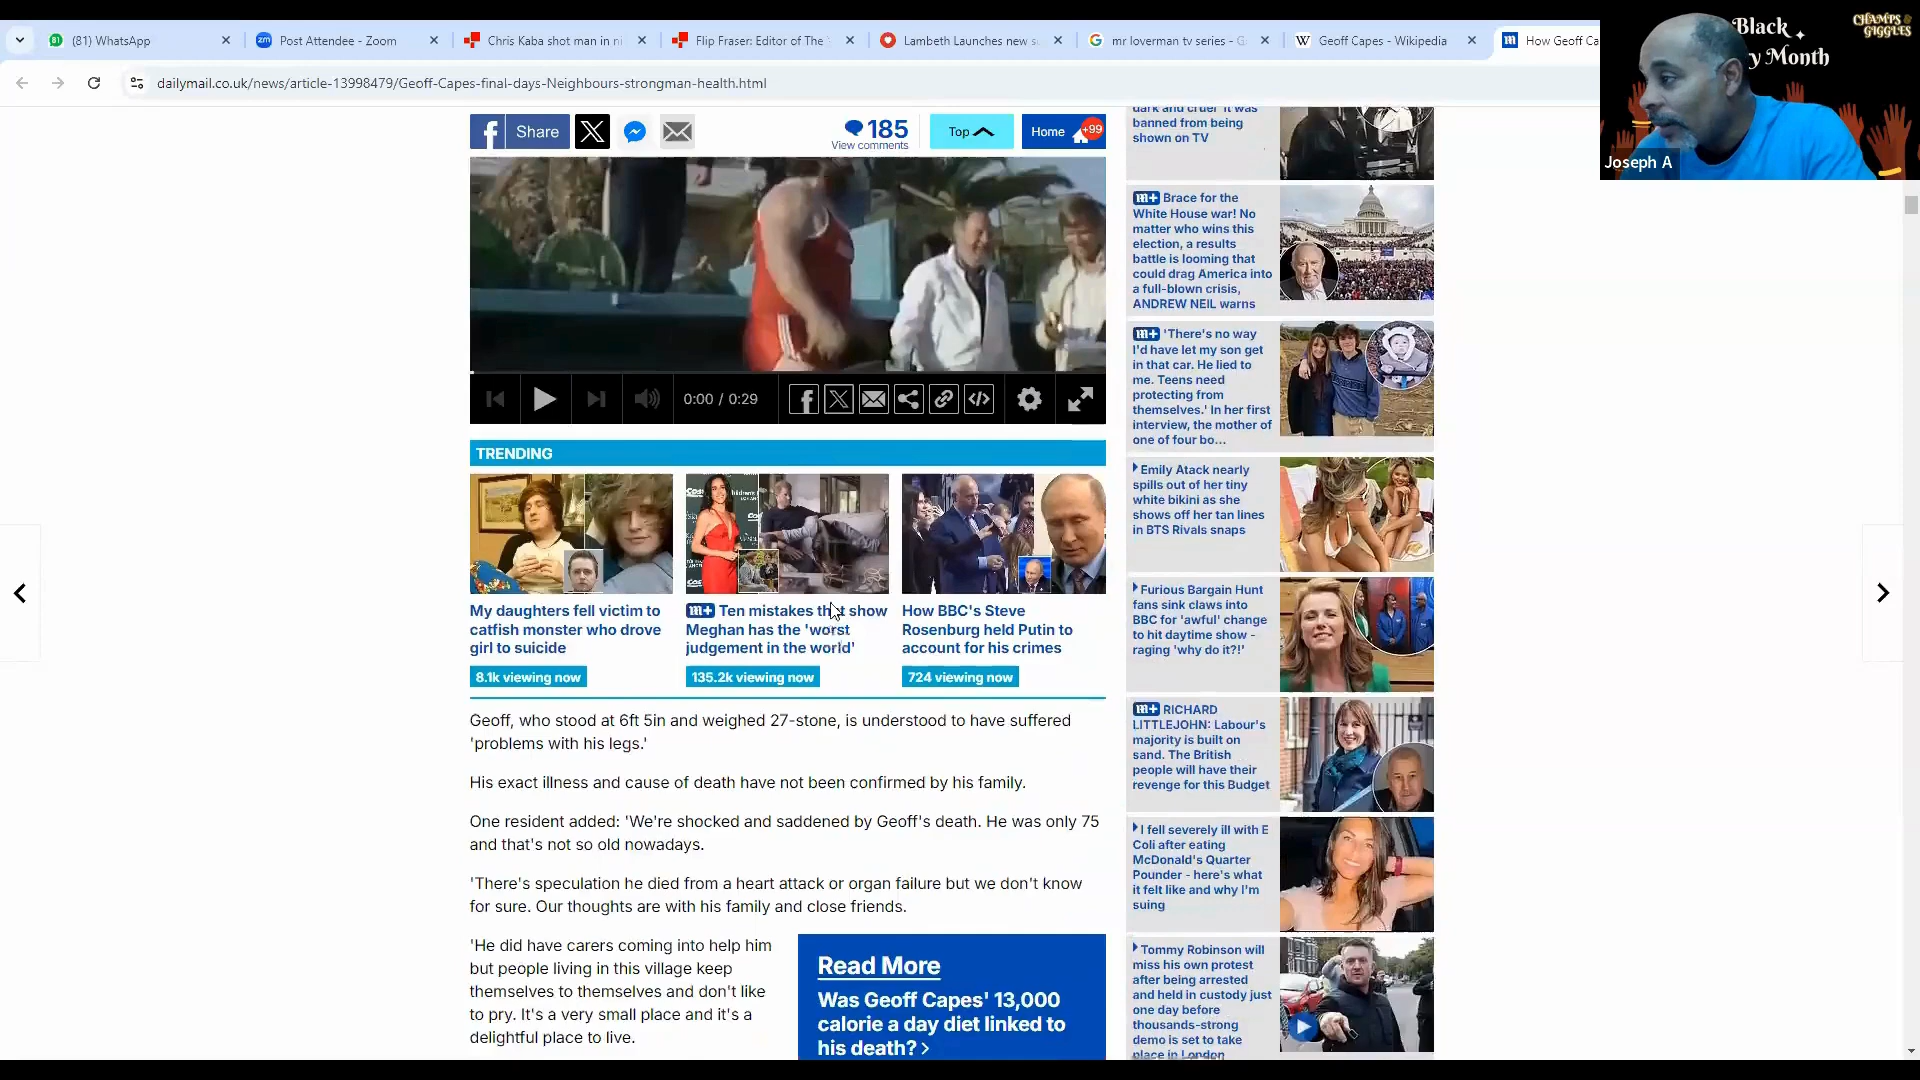 (81) WhatsApp
Post Attendee - Zoom
Chris Kaba shot man in ni
Flip Fraser: Editor of The
Lambeth Launches new s
mr loverman tv series - G
Geoff Capes - Wikipedia
How Geoff Ca
dailymail.co.uk/news/article-13998479/Geoff-Capes-final-days-Neighbours-strongman-health.html
Black
y Month
CHAMPS &
GIGGLES
Joseph A
Share
185
View comments
Top
Home
+99
0:00 / 0:29
TRENDING
My daughters fell victim to
catfish monster who drove
girl to suicide
8.1k viewing now
m+ Ten mistakes that show
Meghan has the 'worst
judgement in the world'
135.2k viewing now
How BBC's Steve
Rosenburg held Putin to
account for his crimes
724 viewing now
Geoff, who stood at 6ft 5in and weighed 27-stone, is understood to have suffered
'problems with his legs.'
His exact illness and cause of death have not been confirmed by his family.
One resident added: 'We're shocked and saddened by Geoff's death. He was only 75
and that's not so old nowadays.
'There's speculation he died from a heart attack or organ failure but we don't know
for sure. Our thoughts are with his family and close friends.
'He did have carers coming into help him
but people living in this village keep
themselves to themselves and don't like
to pry. It's a very small place and it's a
delightful place to live.
Read More
Was Geoff Capes' 13,000
calorie a day diet linked to
his death? >
dark and cruel it was
banned from being
shown on TV
m+ Brace for the
White House war! No
matter who wins this
election, a results
battle is looming that
could drag America into
a full-blown crisis,
ANDREW NEIL warns
m+ 'There's no way
I'd have let my son get
in that car. He lied to
me. Teens need
protecting from
themselves.' In her first
interview, the mother of
one of four bo...
Emily Atack nearly
spills out of her tiny
white bikini as she
shows off her tan lines
in BTS Rivals snaps
Furious Bargain Hunt
fans sink claws into
BBC for 'awful' change
to hit daytime show -
raging 'why do it?!'
m+ RICHARD
LITTLEJOHN: Labour's
majority is built on
sand. The British
people will have their
revenge for this Budget
I fell severely ill with E
Coli after eating
McDonald's Quarter
Pounder - here's what
it felt like and why I'm
suing
Tommy Robinson will
miss his own protest
after being arrested
and held in custody just
one day before
thousands-strong
demo is set to take
place in London